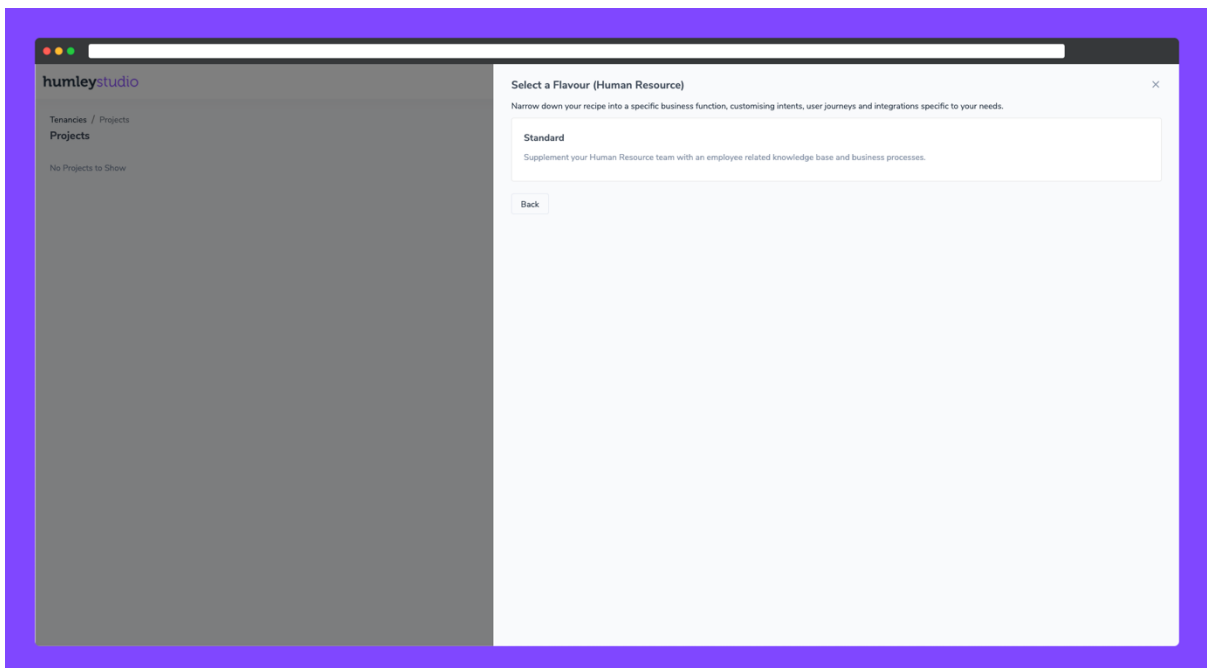 humleystudio
Tenancies / Projects
Projects
No Projects to Show
Select a Flavour (Human Resource)
Narrow down your recipe into a specific business function, customising intents, user journeys and integrations specific to your needs.
Standard
Supplement your Human Resource team with an employee related knowledge base and business processes.
Back